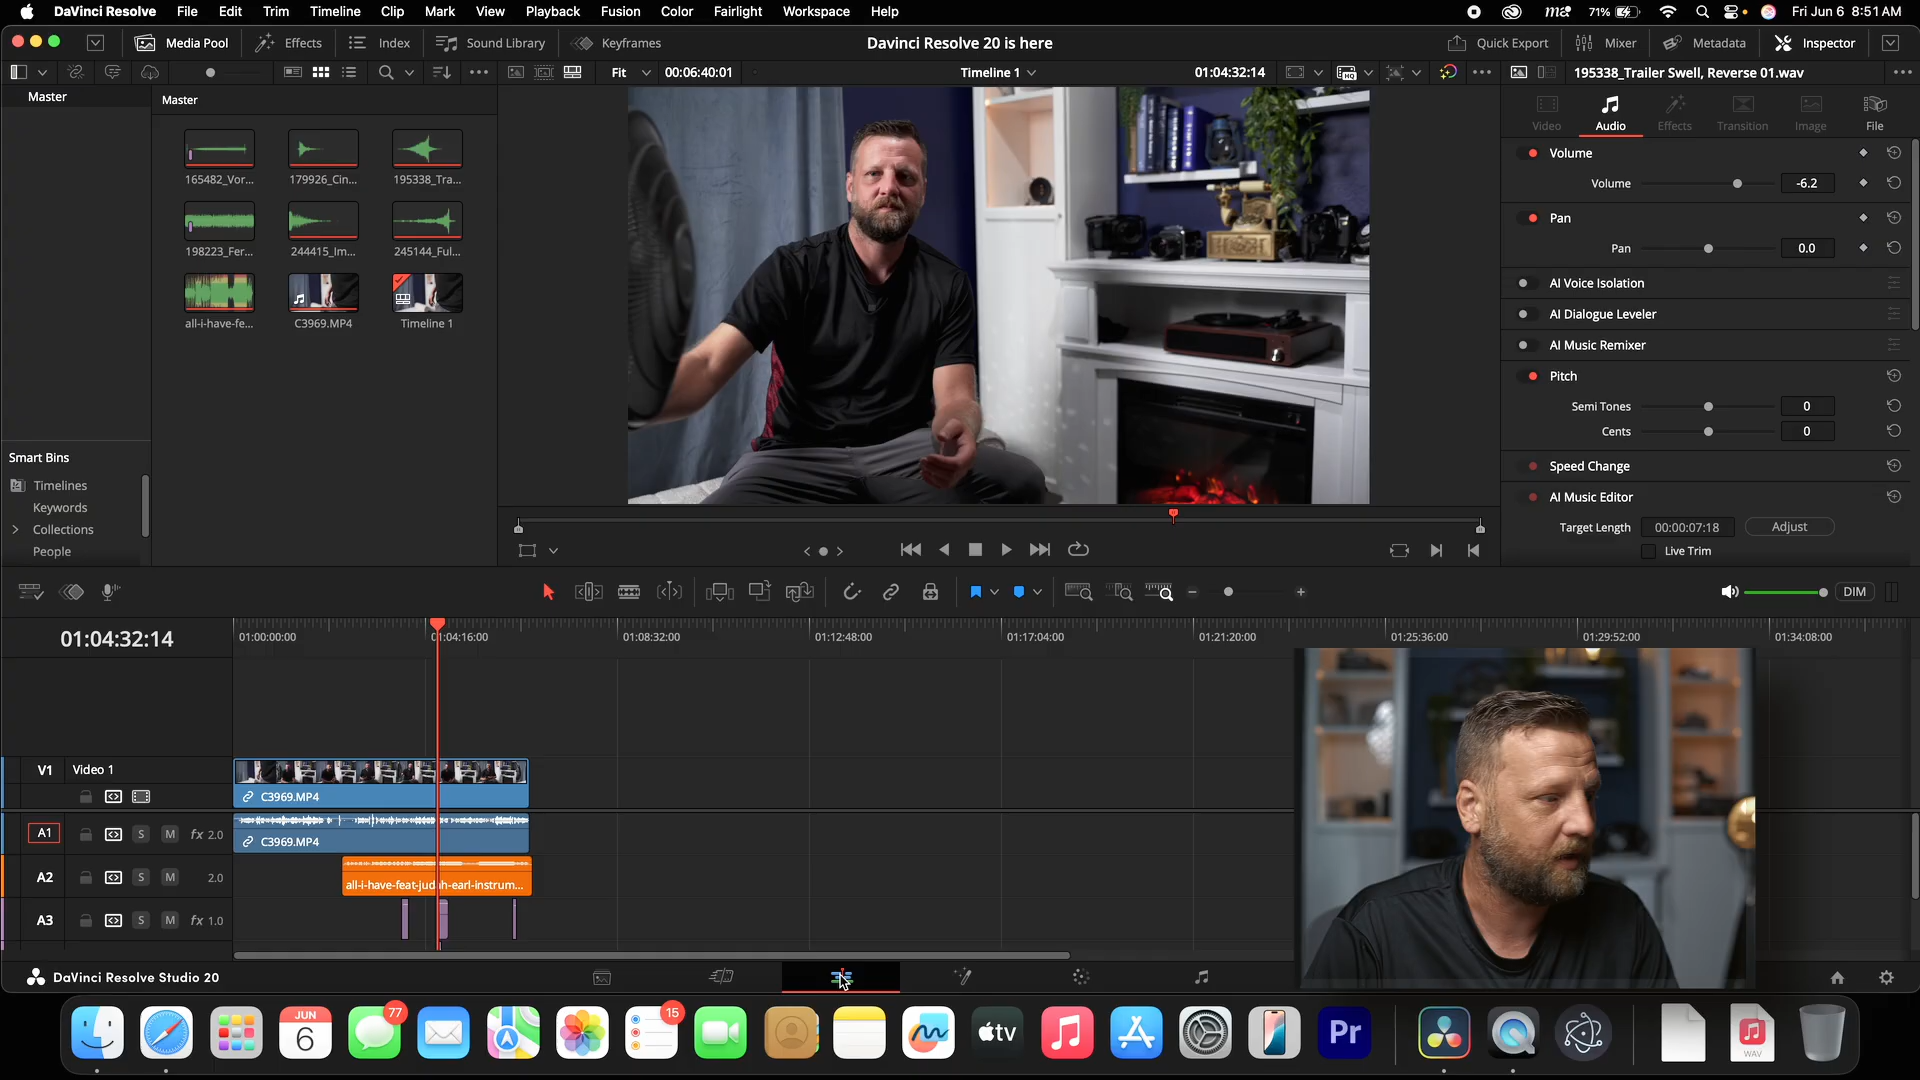 DaVinci Resolve File Edit Trim Timeline Clip Mark View Playback Fusion Color Fairlight Workspace Help 71% Fri Jun 6 8:51 AM
Media Pool Effects Index Sound Library Keyframes Davinci Resolve 20 is here Quick Export Mixer Metadata Inspector
Fit 00:06:40:01 Timeline 1 01:04:32:14 195338_Trailer Swell, Reverse 01.wav
Master
Master
Video Audio Effects Transition Image File
165482_Vor... 179926_Cin... 195338_Tra...
198223_Fer... 244415_Im... 245144_Ful...
all-i-have-fe... C3969.MP4 Timeline 1
Volume
Volume -6.2
Pan
Pan 0.0
AI Voice Isolation
AI Dialogue Leveler
AI Music Remixer
Pitch
Semi Tones 0
Cents 0
Speed Change
AI Music Editor
Target Length 00:00:07:18 Adjust
Live Trim
Smart Bins
Timelines
Keywords
Collections
People
DIM
01:04:32:14
01:00:00:00 01:04:16:00 01:08:32:00 01:12:48:00 01:17:04:00 01:21:20:00 01:25:36:00 01:29:52:00 01:34:08:00
V1 Video 1
C3969.MP4
A1 S M fx 2.0
C3969.MP4
A2 S M 2.0
all-i-have-feat-judah-earl-instrum...
A3 S M fx 1.0
DaVinci Resolve Studio 20
JUN
6
77
15
tv
Pr
WAV